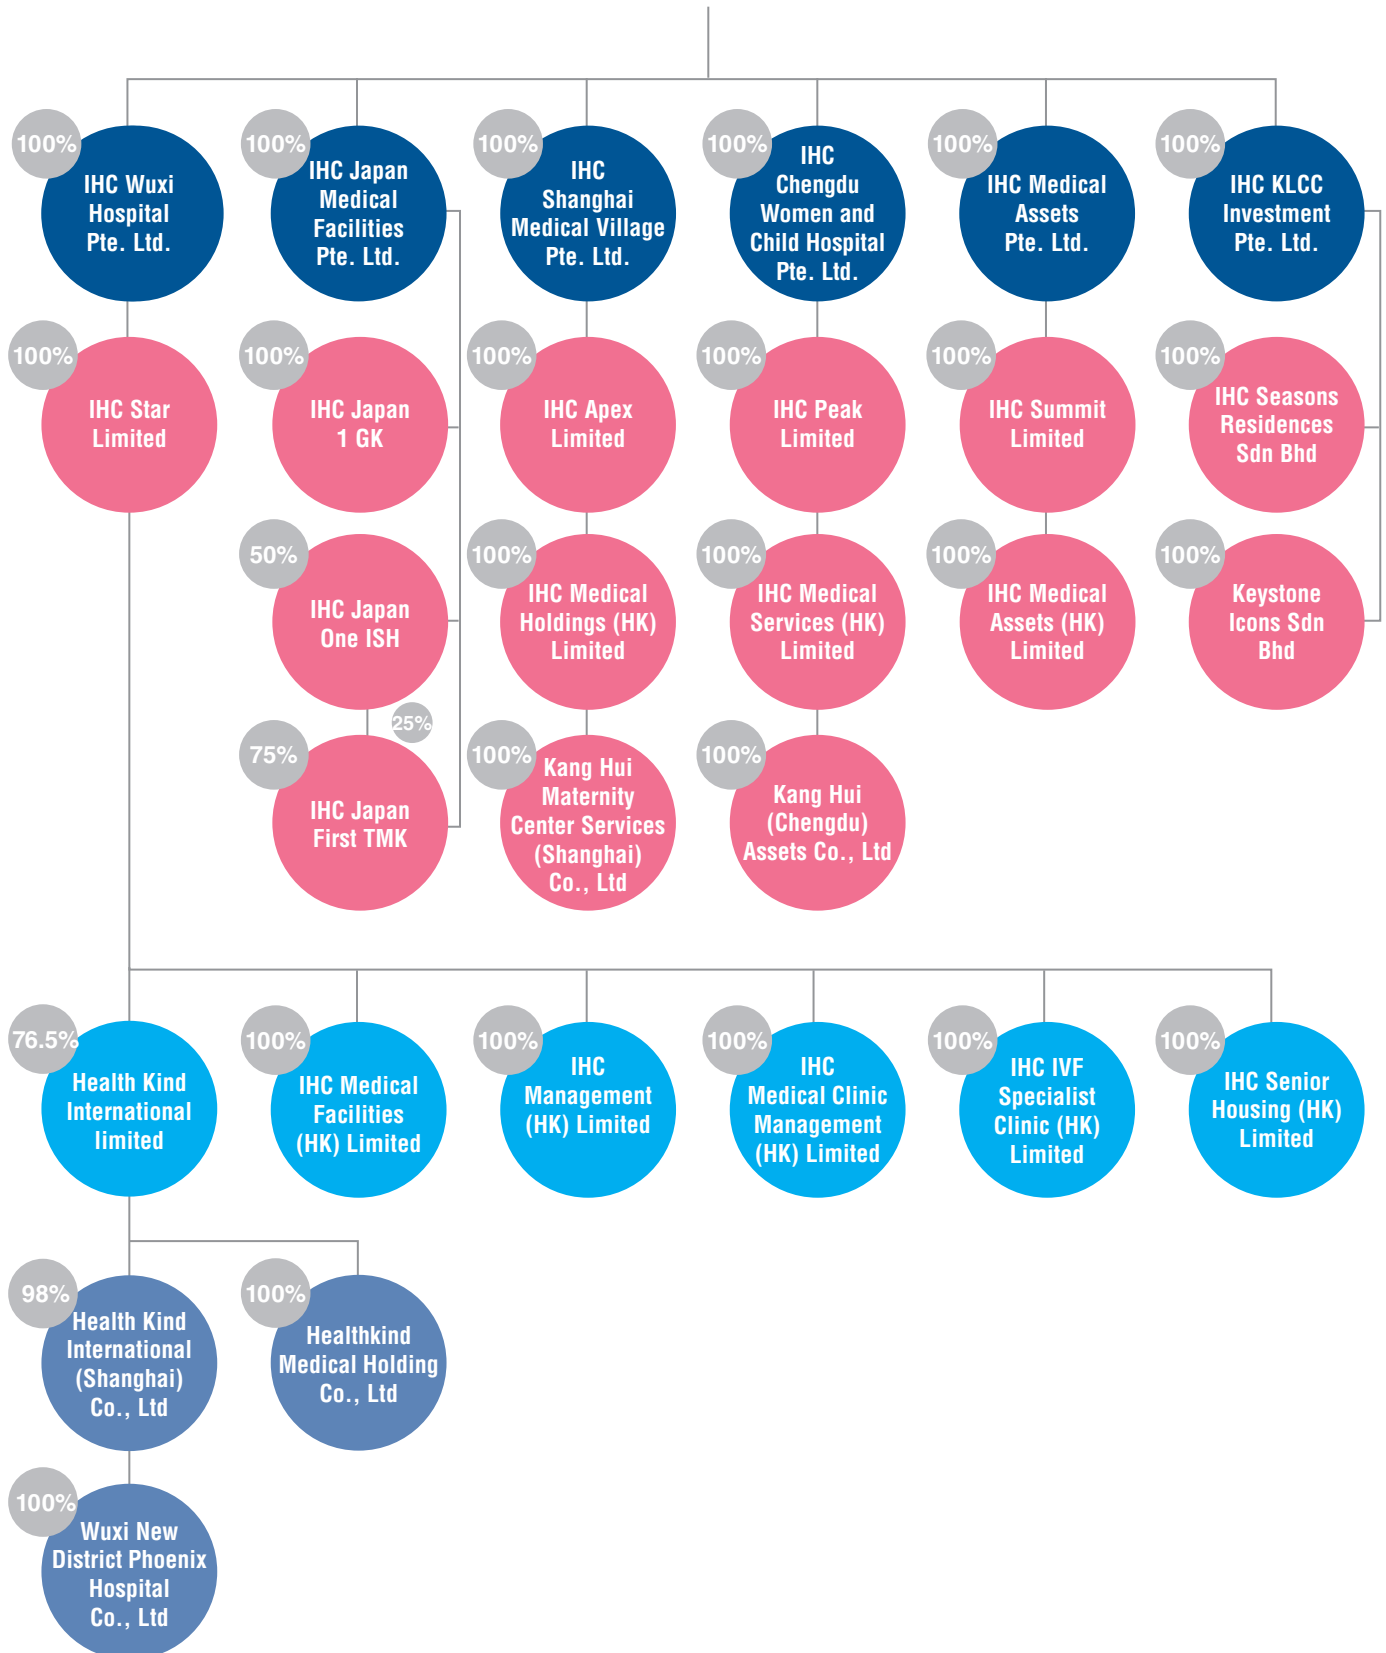 100%
IHC Wuxi
Hospital
Pte. Ltd.
100%
IHC Japan
Medical
Facilities
Pte. Ltd.
100%
IHC
Shanghai
Medical Village
Pte. Ltd.
100%
IHC
Chengdu
Women and
Child Hospital
Pte. Ltd.
100%
IHC Medical
Assets
Pte. Ltd.
100%
IHC KLCC
Investment
Pte. Ltd.
100%
IHC Star
Limited
100%
IHC Japan
1 GK
100%
IHC Apex
Limited
100%
IHC Peak
Limited
100%
IHC Summit
Limited
100%
IHC Seasons
Residences
Sdn Bhd
50%
IHC Japan
One ISH
100%
IHC Medical
Holdings (HK)
Limited
100%
IHC Medical
Services (HK)
Limited
100%
IHC Medical
Assets (HK)
Limited
100%
Keystone
Icons Sdn
Bhd
25%
75%
IHC Japan
First TMK
100%
Kang Hui
Maternity
Center Services
(Shanghai)
Co., Ltd
100%
Kang Hui
(Chengdu)
Assets Co., Ltd
76.5%
Health Kind
International
limited
100%
IHC Medical
Facilities
(HK) Limited
100%
IHC
Management
(HK) Limited
100%
IHC
Medical Clinic
Management
(HK) Limited
100%
IHC IVF
Specialist
Clinic (HK)
Limited
100%
IHC Senior
Housing (HK)
Limited
98%
Health Kind
International
(Shanghai)
Co., Ltd
100%
Healthkind
Medical Holding
Co., Ltd
100%
Wuxi New
District Phoenix
Hospital
Co., Ltd